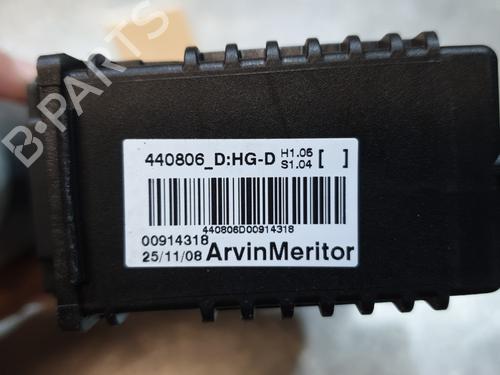 B-PARTS
440806_D:HG-D H1.05 [ ]
S1.04
440806D00914318
00914318
25/11/08 ArvinMeritor